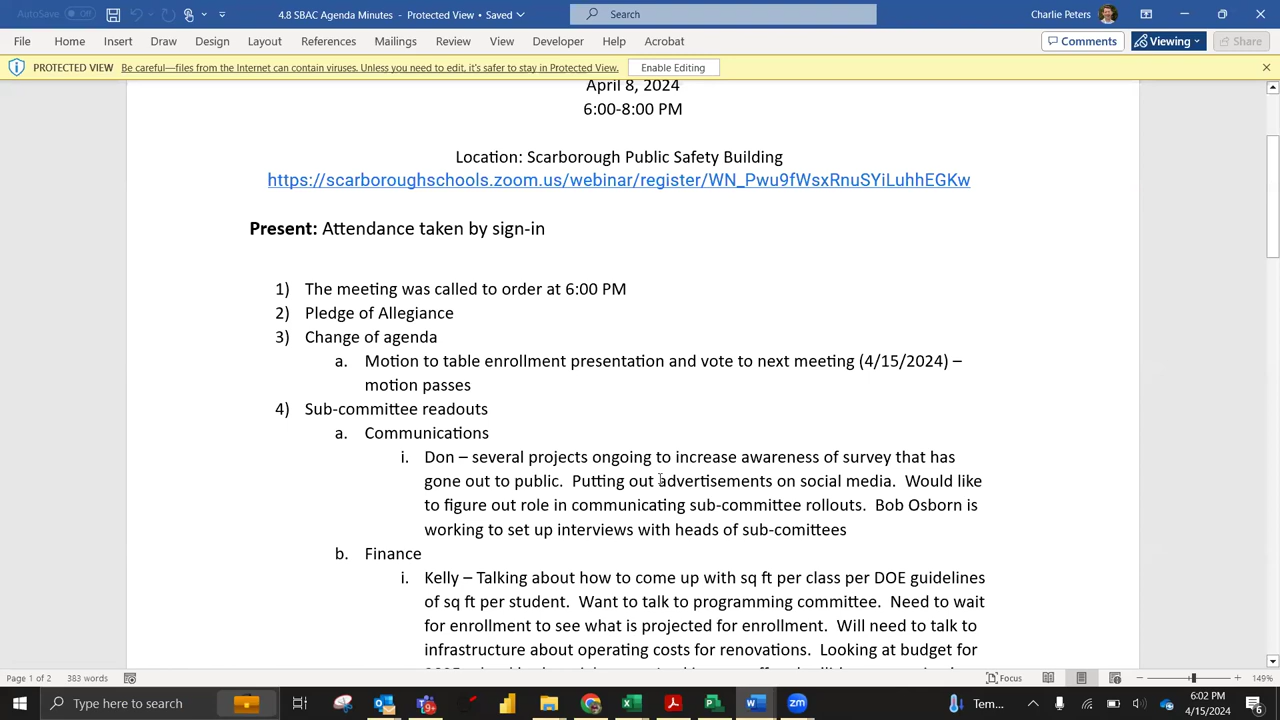 AutoSave Off
4.8 SBAC Agenda Minutes - Protected View • Saved
Search
Charlie Peters
File Home Insert Draw Design Layout References Mailings Review View Developer Help Acrobat
Comments Viewing Share
PROTECTED VIEW Be careful—files from the Internet can contain viruses. Unless you need to edit, it's safer to stay in Protected View. Enable Editing
April 8, 2024
6:00-8:00 PM
Location: Scarborough Public Safety Building
https://scarboroughschools.zoom.us/webinar/register/WN_Pwu9fWsxRnuSYiLuhhEGKw
Present: Attendance taken by sign-in
1) The meeting was called to order at 6:00 PM
2) Pledge of Allegiance
3) Change of agenda
a. Motion to table enrollment presentation and vote to next meeting (4/15/2024) –
motion passes
4) Sub-committee readouts
a. Communications
i. Don – several projects ongoing to increase awareness of survey that has
gone out to public. Putting out advertisements on social media. Would like
to figure out role in communicating sub-committee rollouts. Bob Osborn is
working to set up interviews with heads of sub-comittees
b. Finance
i. Kelly – Talking about how to come up with sq ft per class per DOE guidelines
of sq ft per student. Want to talk to programming committee. Need to wait
for enrollment to see what is projected for enrollment. Will need to talk to
infrastructure about operating costs for renovations. Looking at budget for
Page 1 of 2 383 words
Focus
149%
Type here to search
Tem...
6:02 PM
4/15/2024
6